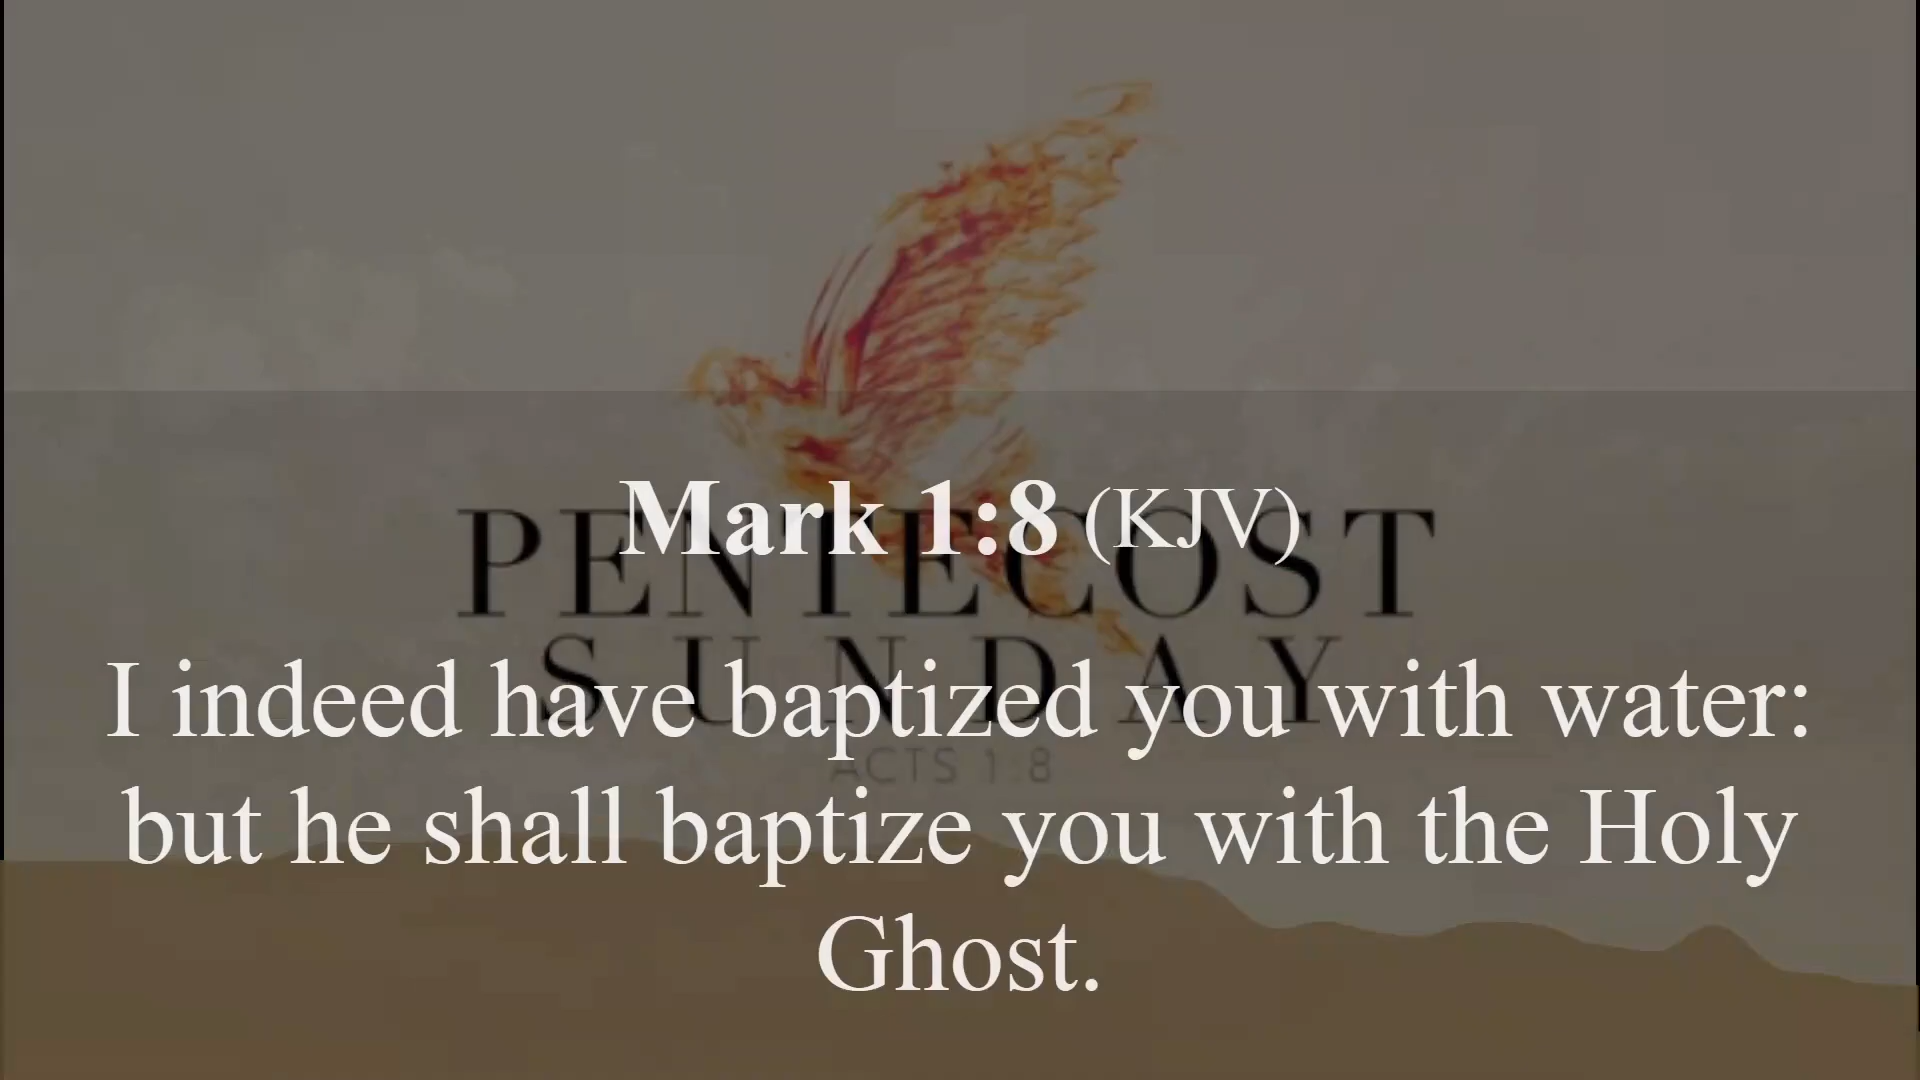 Mark 1:8 (KJV)
PENTECOST
SUNDAY
I indeed have baptized you with water:
ACTS 1:8
but he shall baptize you with the Holy
Ghost.